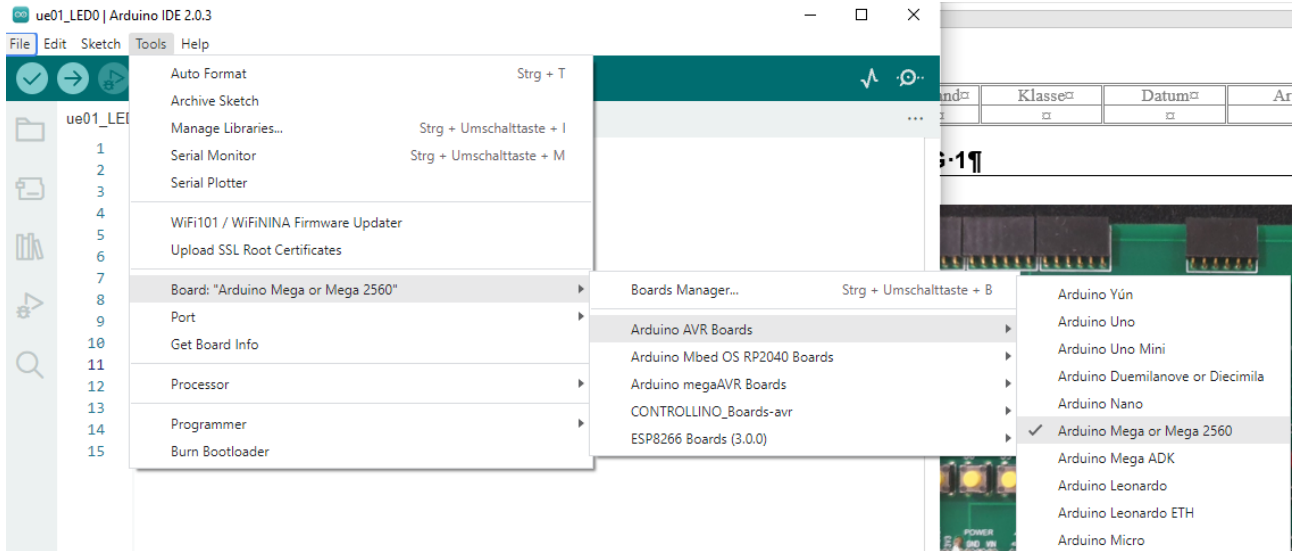 ue01_LED0 | Arduino IDE 2.0.3
File Edit Sketch Tools Help
ue01_LED
1
2
3
4
5
6
7
8
9
10
11
12
13
14
15
Auto Format Strg + T
Archive Sketch
Manage Libraries... Strg + Umschalttaste + I
Serial Monitor Strg + Umschalttaste + M
Serial Plotter
WiFi101 / WiFiNINA Firmware Updater
Upload SSL Root Certificates
Board: "Arduino Mega or Mega 2560"
Port
Get Board Info
Processor
Programmer
Burn Bootloader
Boards Manager... Strg + Umschalttaste + B
Arduino AVR Boards
Arduino Mbed OS RP2040 Boards
Arduino megaAVR Boards
CONTROLLINO_Boards-avr
ESP8266 Boards (3.0.0)
Arduino Yún
Arduino Uno
Arduino Uno Mini
Arduino Duemilanove or Diecimila
Arduino Nano
Arduino Mega or Mega 2560
Arduino Mega ADK
Arduino Leonardo
Arduino Leonardo ETH
Arduino Micro
nd¤ Klasse¤ Datum¤ Ar
¤ ¤ ¤
·1¶
POWER
GND VIN